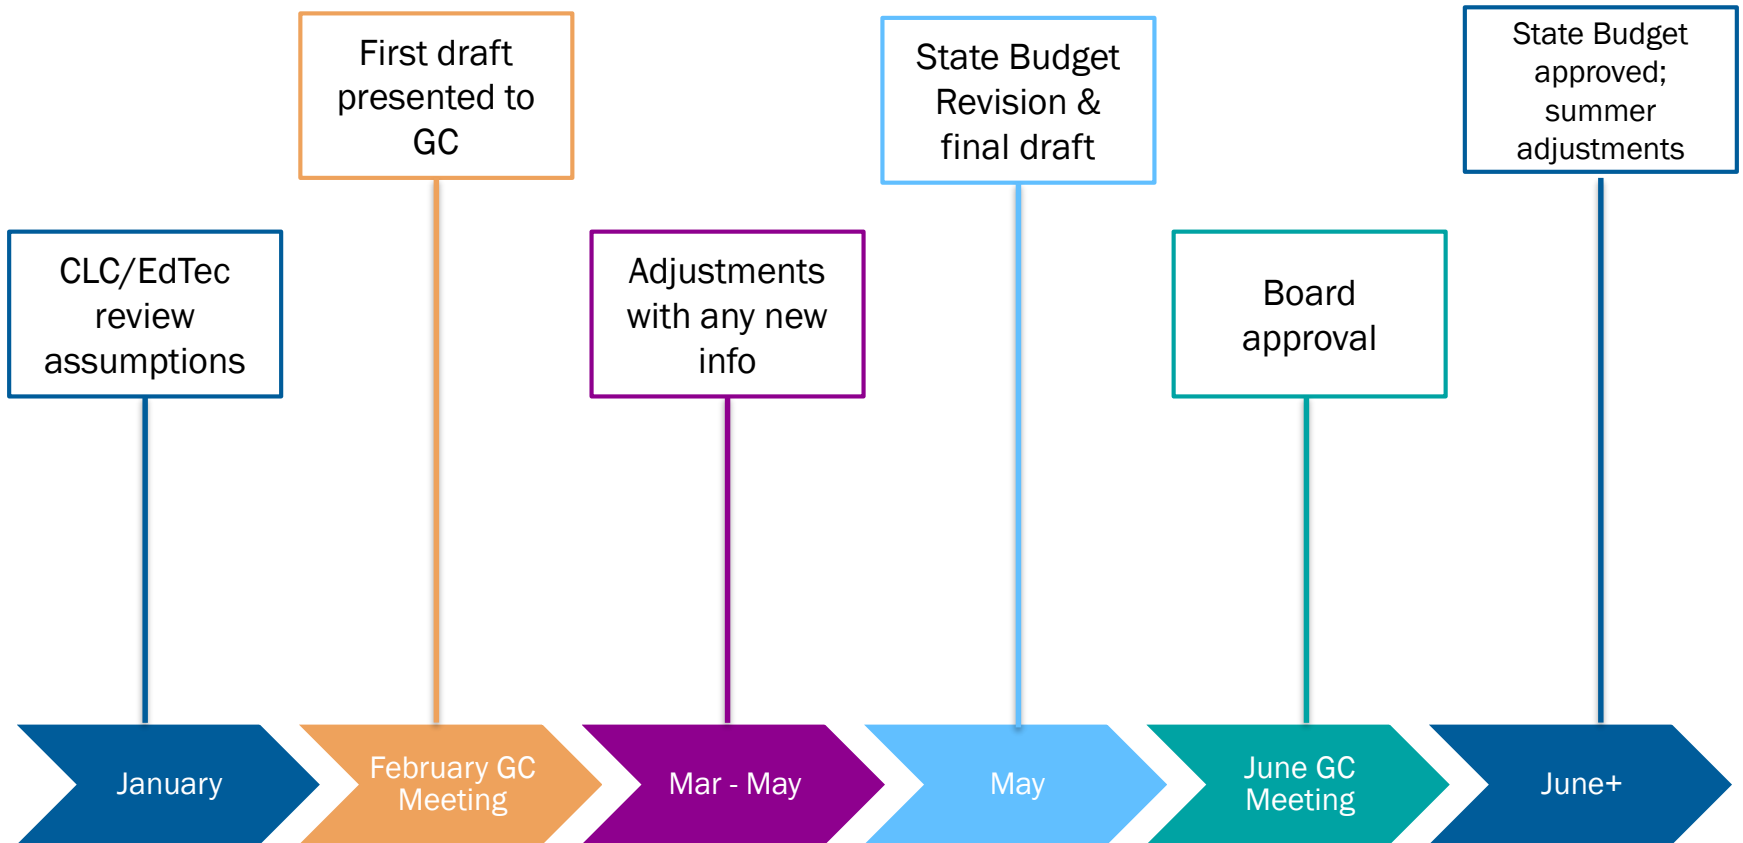 First draft
presented to
GC
State Budget
Revision &
final draft
State Budget
approved;
summer
adjustments
CLC/EdTec
review
assumptions
Adjustments
with any new
info
Board
approval
January
February GC
Meeting
Mar - May
May
June GC
Meeting
June+